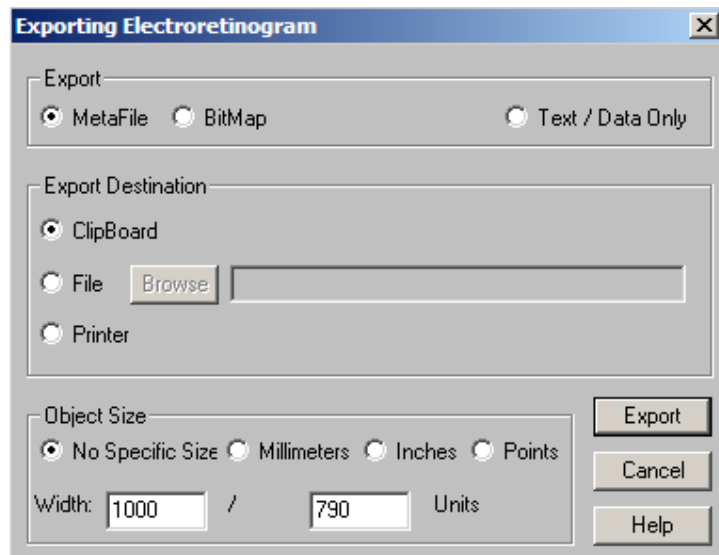 Exporting Electroretinogram
Export
MetaFile BitMap Text / Data Only
Export Destination
ClipBoard
File Browse
Printer
Object Size
No Specific Size Millimeters Inches Points
Width: 1000 / 790 Units
Export
Cancel
Help